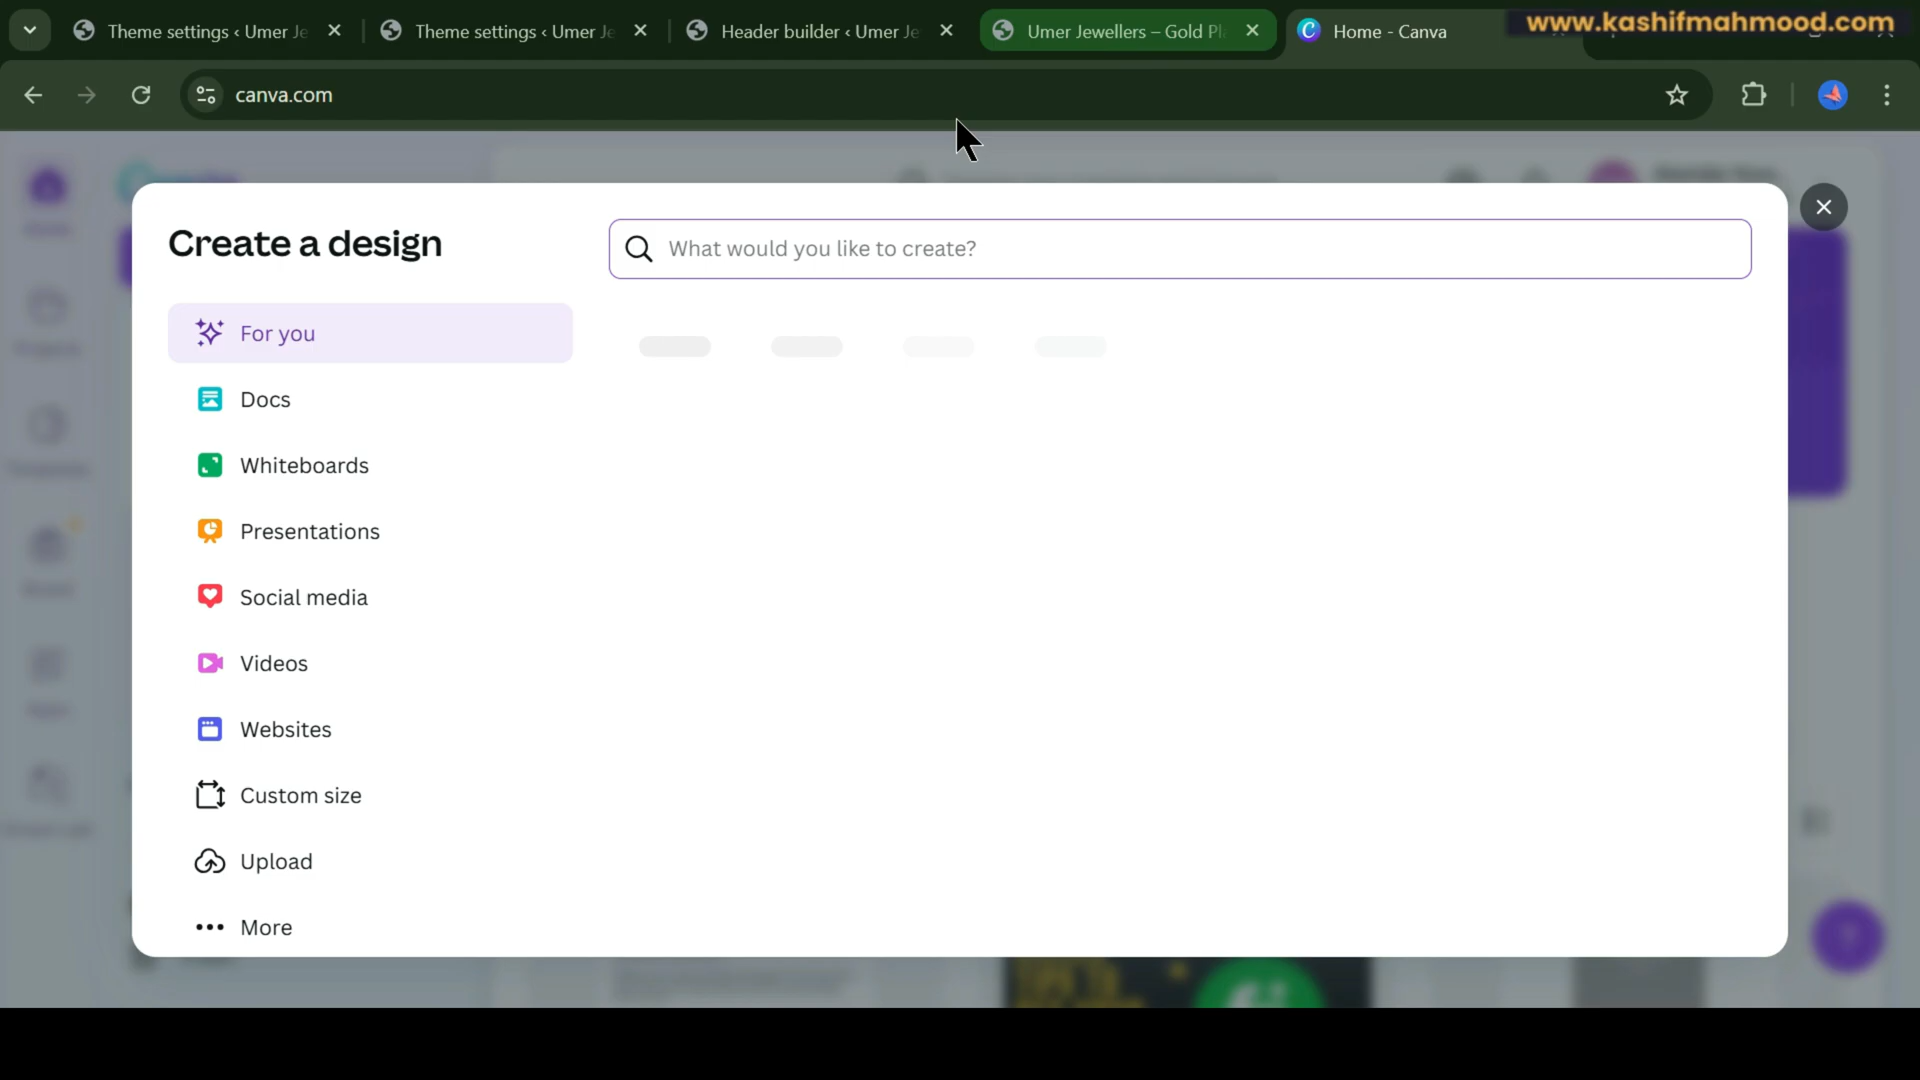 Theme settings ‹ Umer Je
Theme settings ‹ Umer Je
Header builder ‹ Umer Je
Umer Jewellers – Gold Pl
Home - Canva
www.kashifmahmood.com
canva.com
Create a design
What would you like to create?
For you
Docs
Whiteboards
Presentations
Social media
Videos
Websites
Custom size
Upload
More